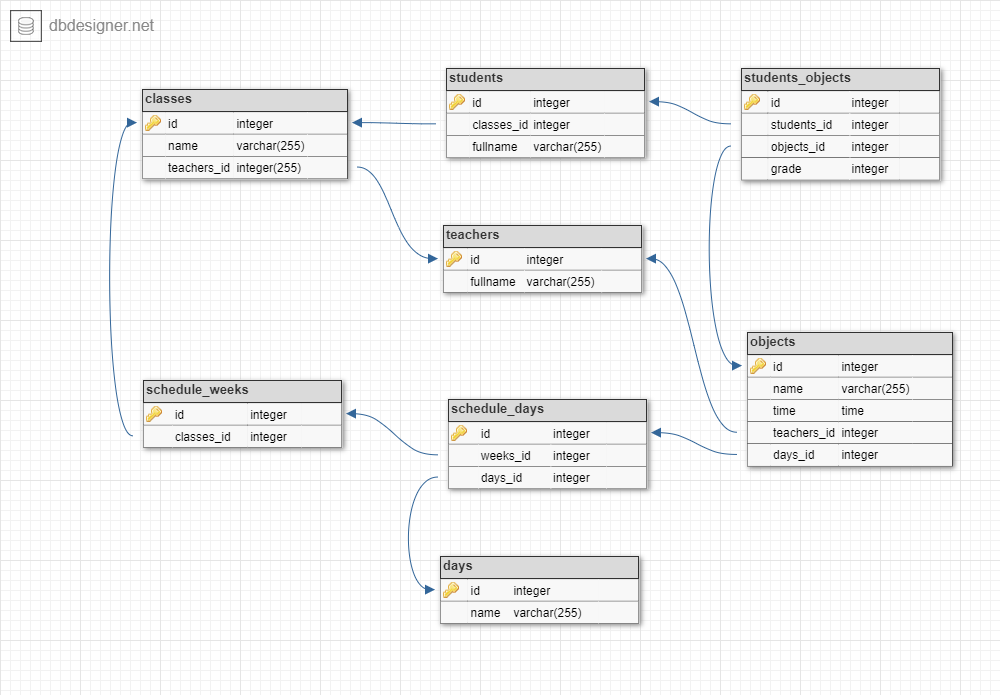 dbdesigner.net
classes
id integer
name varchar(255)
teachers_id integer(255)
students
id integer
classes_id integer
fullname varchar(255)
students_objects
id integer
students_id integer
objects_id integer
grade integer
teachers
id integer
fullname varchar(255)
objects
id integer
name varchar(255)
time time
teachers_id integer
days_id integer
schedule_weeks
id integer
classes_id integer
schedule_days
id integer
weeks_id integer
days_id integer
days
id integer
name varchar(255)